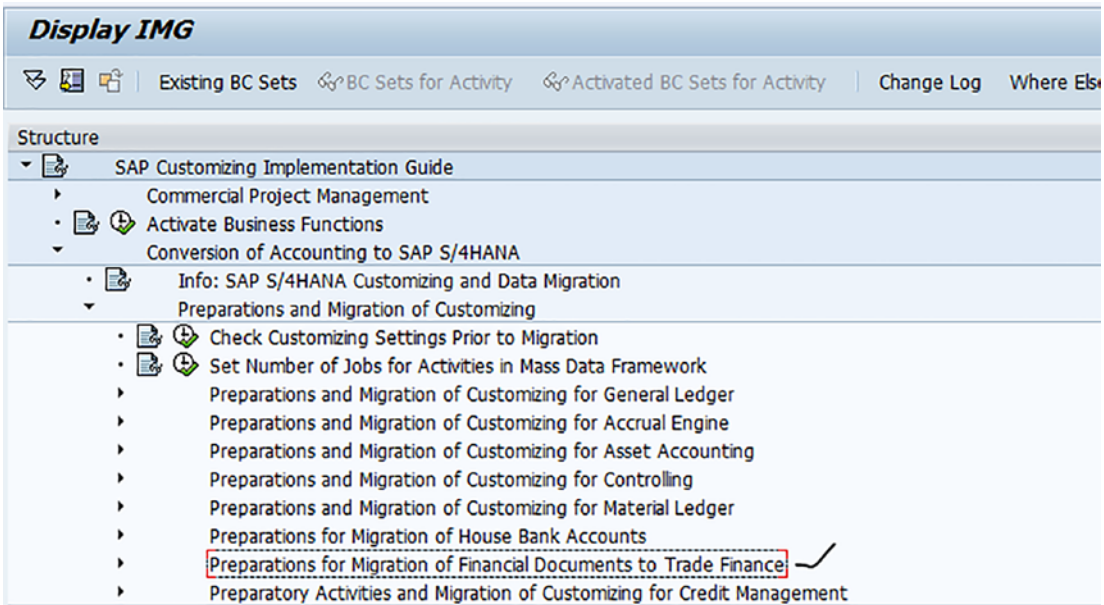 Display IMG
Existing BC Sets BC Sets for Activity Activated BC Sets for Activity Change Log Where
Structure
SAP Customizing Implementation Guide
Commercial Project Management
Activate Business Functions
Conversion of Accounting to SAP S/4HANA
Info: SAP S/4HANA Customizing and Data Migration
Preparations and Migration of Customizing
Check Customizing Settings Prior to Migration
Set Number of Jobs for Activities in Mass Data Framework
Preparations and Migration of Customizing for General Ledger
Preparations and Migration of Customizing for Accrual Engine
Preparations and Migration of Customizing for Asset Accounting
Preparations and Migration of Customizing for Controlling
Preparations and Migration of Customizing for Material Ledger
Preparations for Migration of House Bank Accounts
Preparations for Migration of Financial Documents to Trade Finance
Preparatory Activities and Migration of Customizing for Credit Management